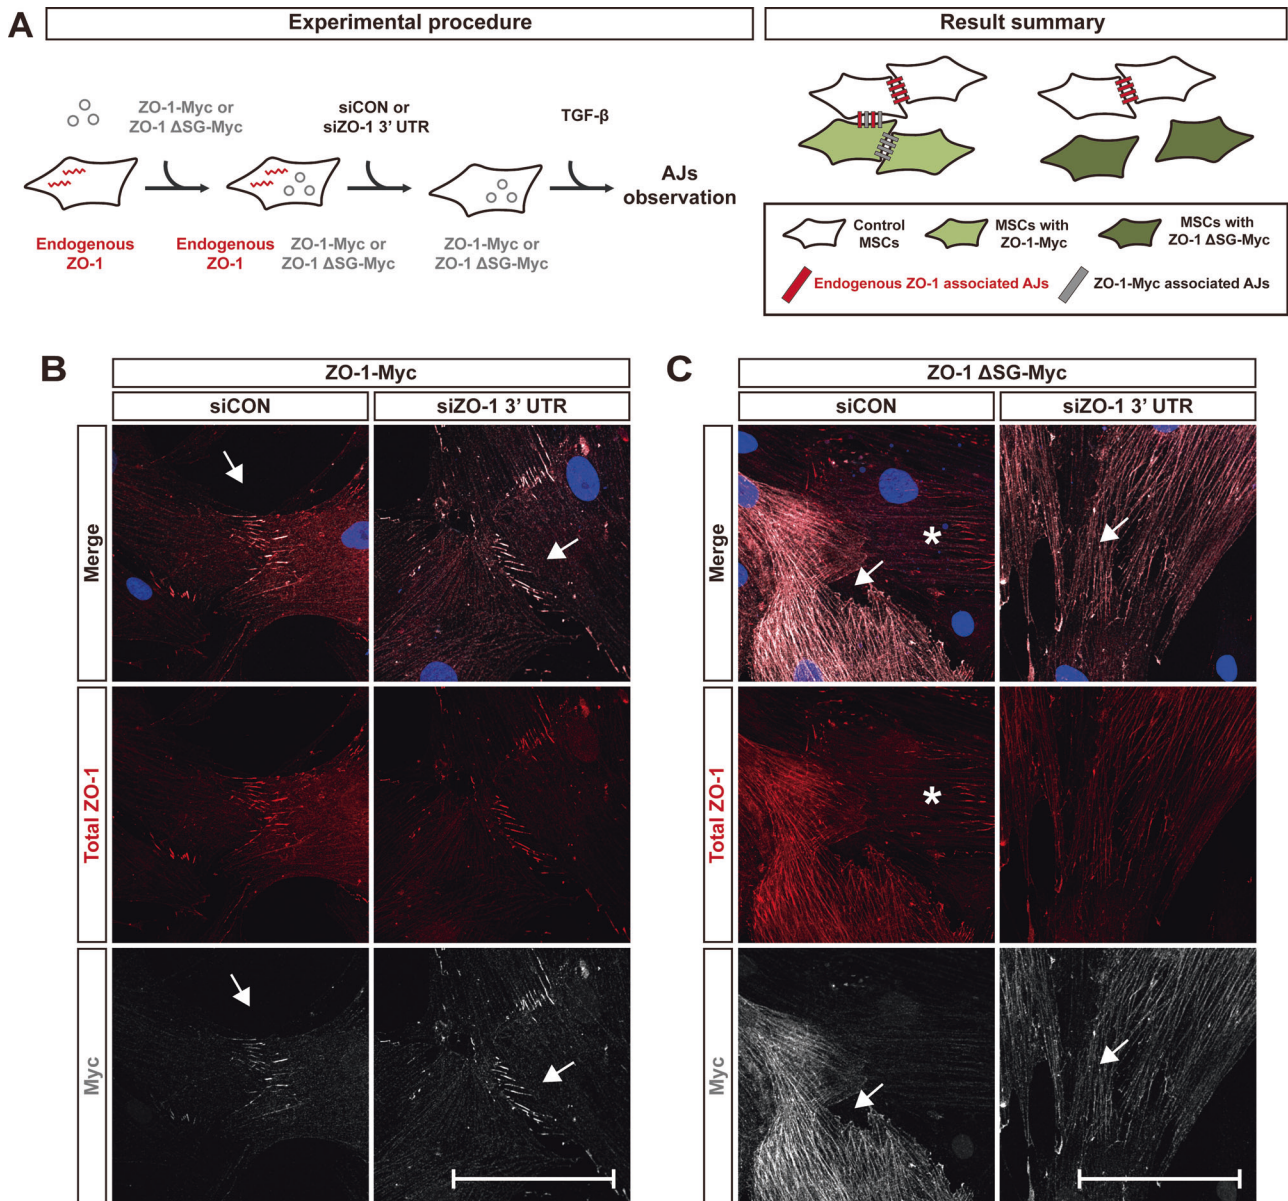 A
Experimental procedure
Result summary
ZO-1-Myc or
ZO-1 ΔSG-Myc
siCON or
siZO-1 3' UTR
TGF-β
AJs
observation
Endogenous
ZO-1
Endogenous
ZO-1
ZO-1-Myc or
ZO-1 ΔSG-Myc
ZO-1-Myc or
ZO-1 ΔSG-Myc
Control
MSCs
MSCs with
ZO-1-Myc
MSCs with
ZO-1 ΔSG-Myc
Endogenous ZO-1 associated AJs
ZO-1-Myc associated AJs
B
ZO-1-Myc
siCON
siZO-1 3' UTR
Merge
*
Total ZO-1
Myc
C
ZO-1 ΔSG-Myc
siCON
siZO-1 3' UTR
Merge
*
Total ZO-1
*
Myc